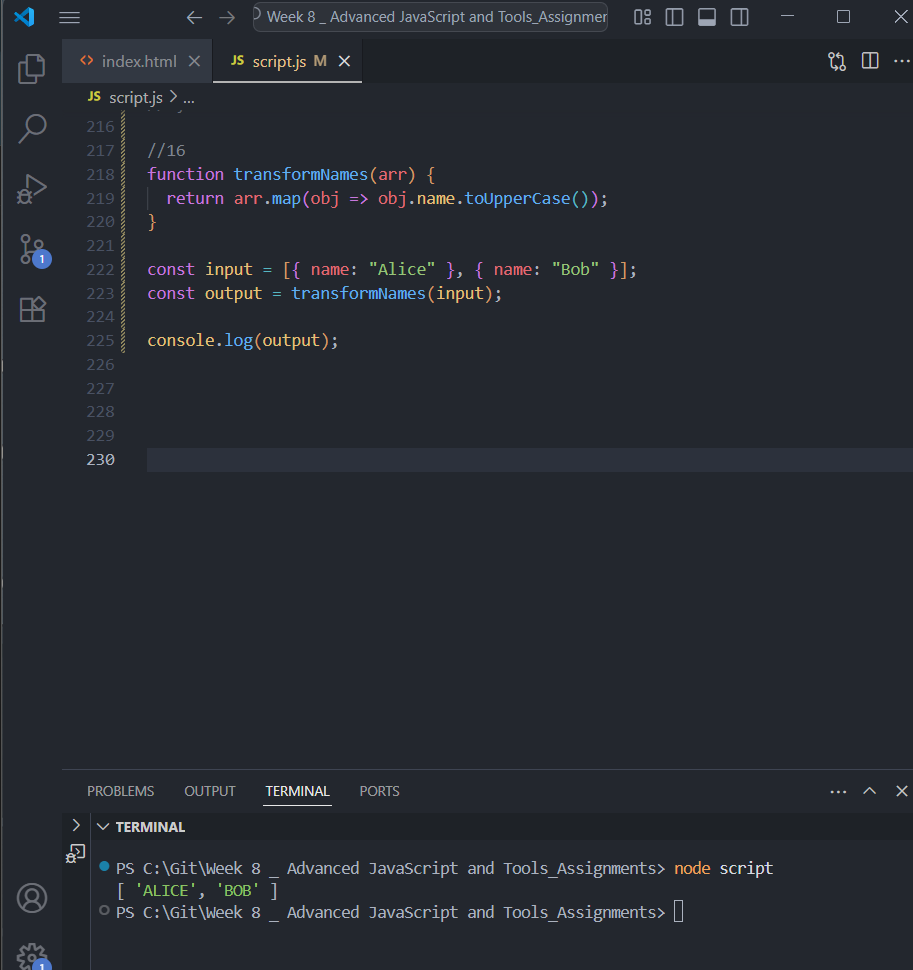 Week 8 _ Advanced JavaScript and Tools_Assignmer
<> index.html
JS script.js M
JS script.js > ...
216
217 //16
218 function transformNames(arr) {
219 return arr.map(obj => obj.name.toUpperCase());
220 }
221
222 const input = [{ name: "Alice" }, { name: "Bob" }];
223 const output = transformNames(input);
224
225 console.log(output);
226
227
228
229
230
1
PROBLEMS OUTPUT TERMINAL PORTS
TERMINAL
PS C:\Git\Week 8 _ Advanced JavaScript and Tools_Assignments> node script
[ 'ALICE', 'BOB' ]
PS C:\Git\Week 8 _ Advanced JavaScript and Tools_Assignments>
1